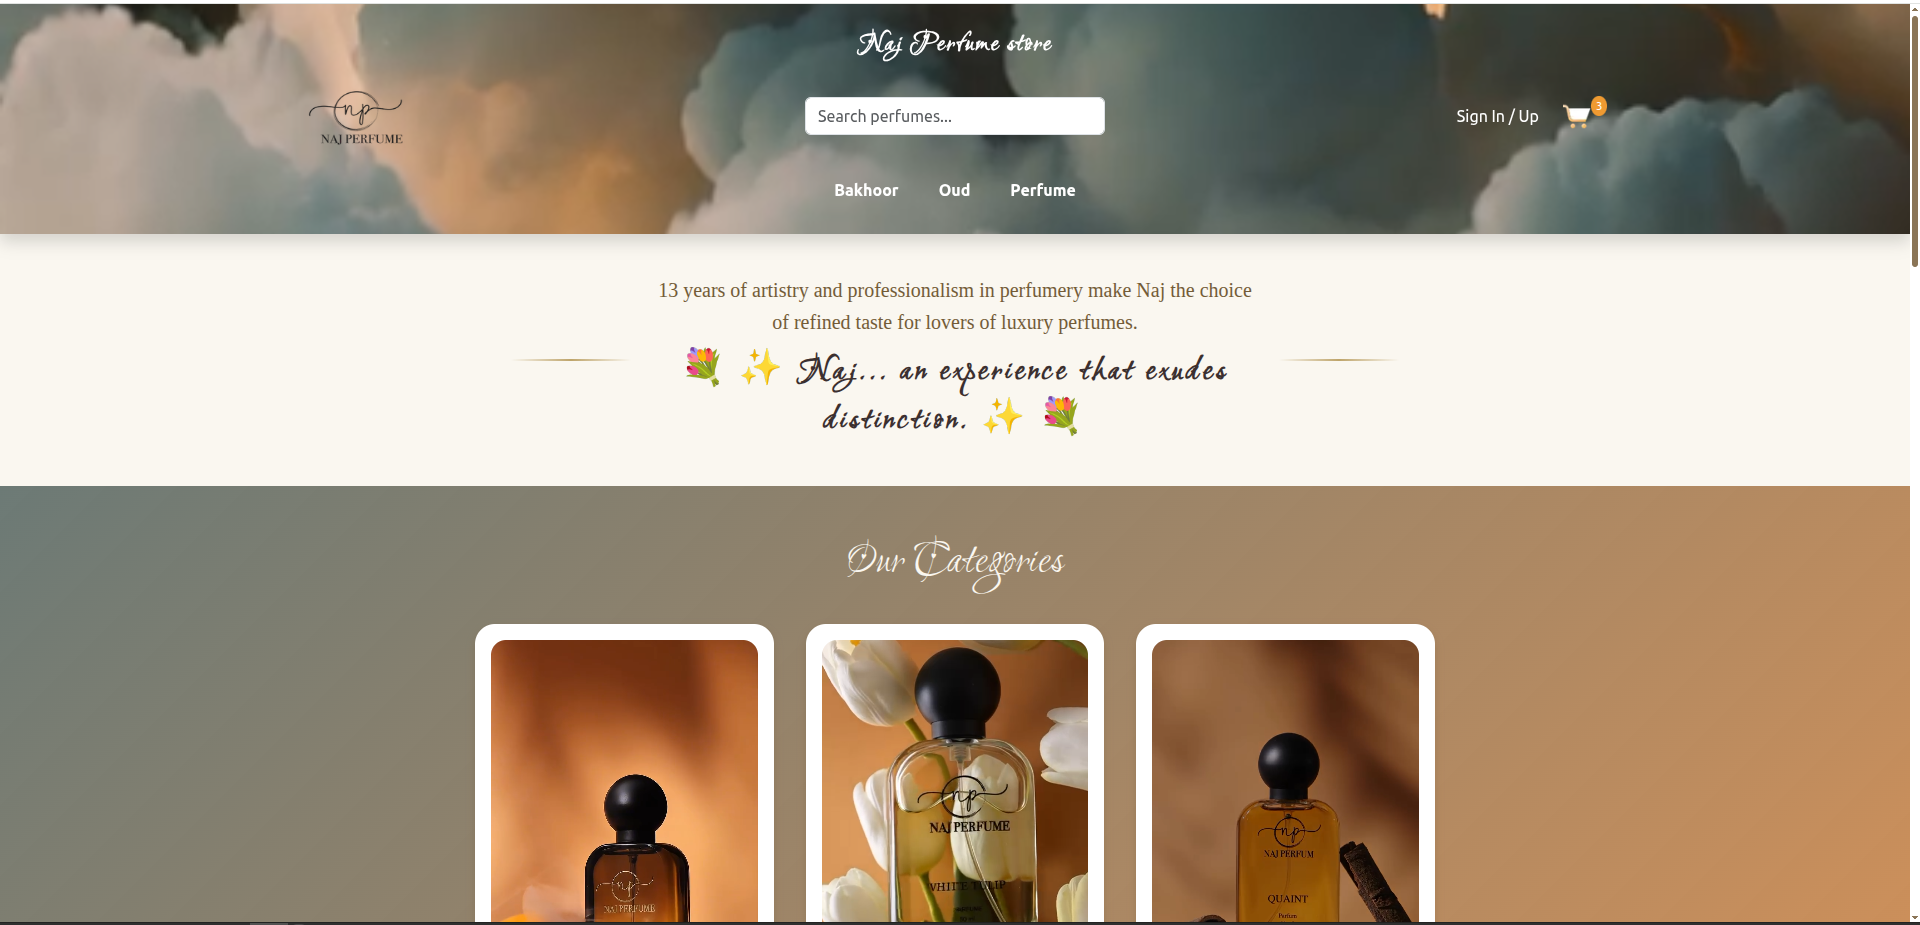 Naj Perfume store
np
NAJ PERFUME
Search perfumes...
Sign In / Up
3
Bakhoor Oud Perfume
13 years of artistry and professionalism in perfumery make Naj the choice
of refined taste for lovers of luxury perfumes.
💐 ✨ Naj... an experience that exudes
distinction. ✨ 💐
Our Categories
np
NAJ PERFUME
np
NAJ PERFUME
WHITE TULIP
np
NAJ PERFUM
QUAINT
Parfum